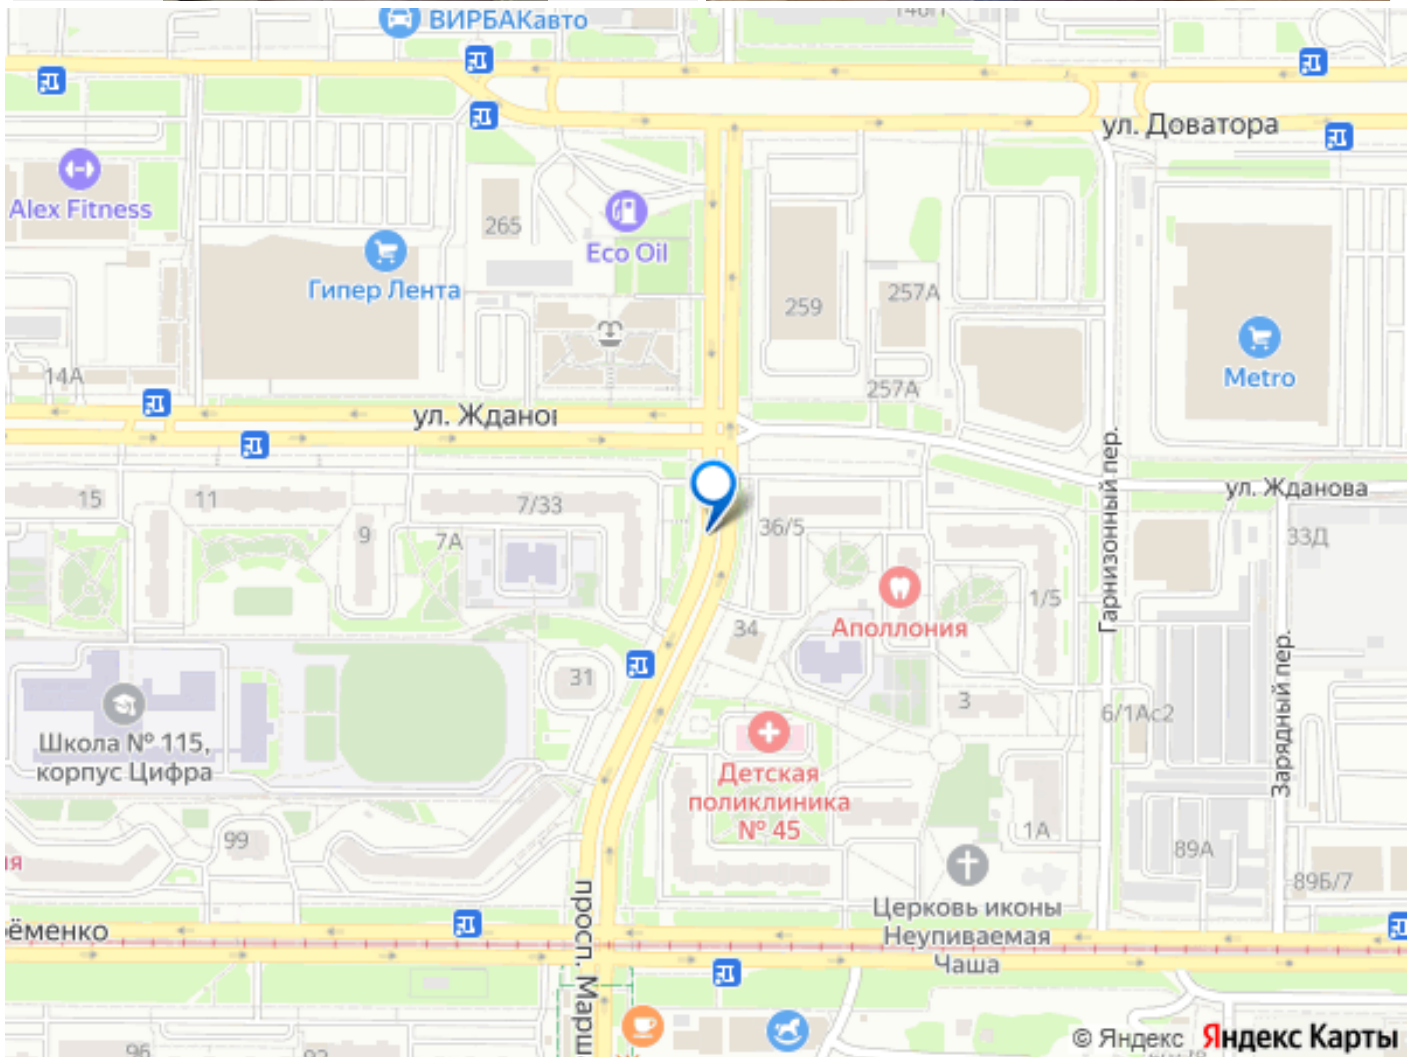 ВИРБАКавто
ул. Доватора
Alex Fitness
265
Eco Oil
Гипер Лента
259
257А
Metro
14А
257А
ул. Ждано
15
11
7/33
ул. Жданова
9
7А
36/5
33Д
Гарнизонный пер.
Аполлония
1/5
34
31
3
6/1Ас2
Зарядный пер.
Школа № 115,
корпус Цифра
Детская
поликлиника
№ 45
99
1А
89А
ия
89Б/7
Церковь иконы
Неупиваемая
Чаша
ёменко
просп. Марш
96
92
© Яндекс Яндекс Карты